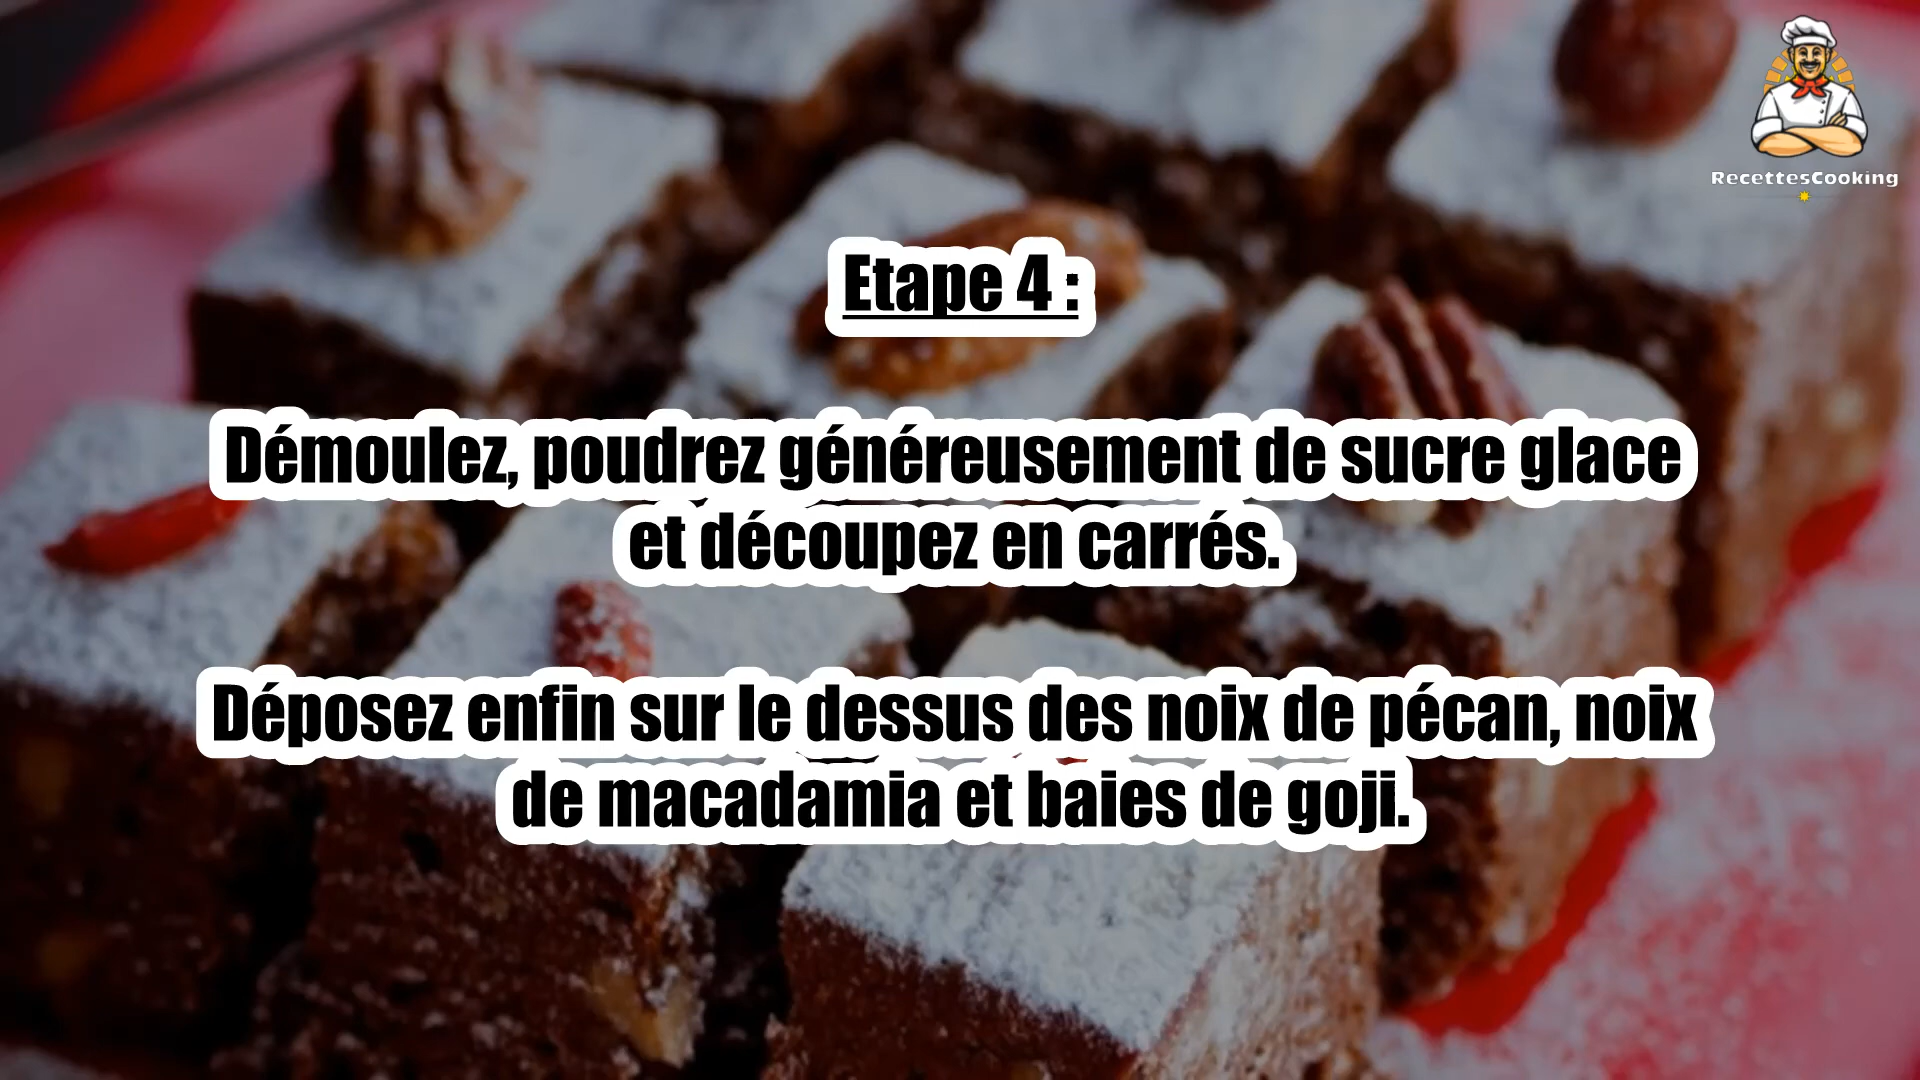 RecettesCooking
Etape 4 :
Démoulez, poudrez généreusement de sucre glace
et découpez en carrés.
Déposez enfin sur le dessus des noix de pécan, noix
de macadamia et baies de goji.